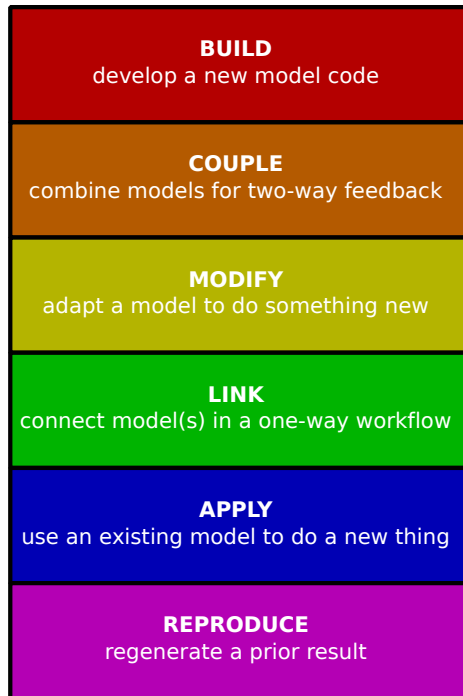 BUILD
develop a new model code
COUPLE
combine models for two-way feedback
MODIFY
adapt a model to do something new
LINK
connect model(s) in a one-way workflow
APPLY
use an existing model to do a new thing
REPRODUCE
regenerate a prior result